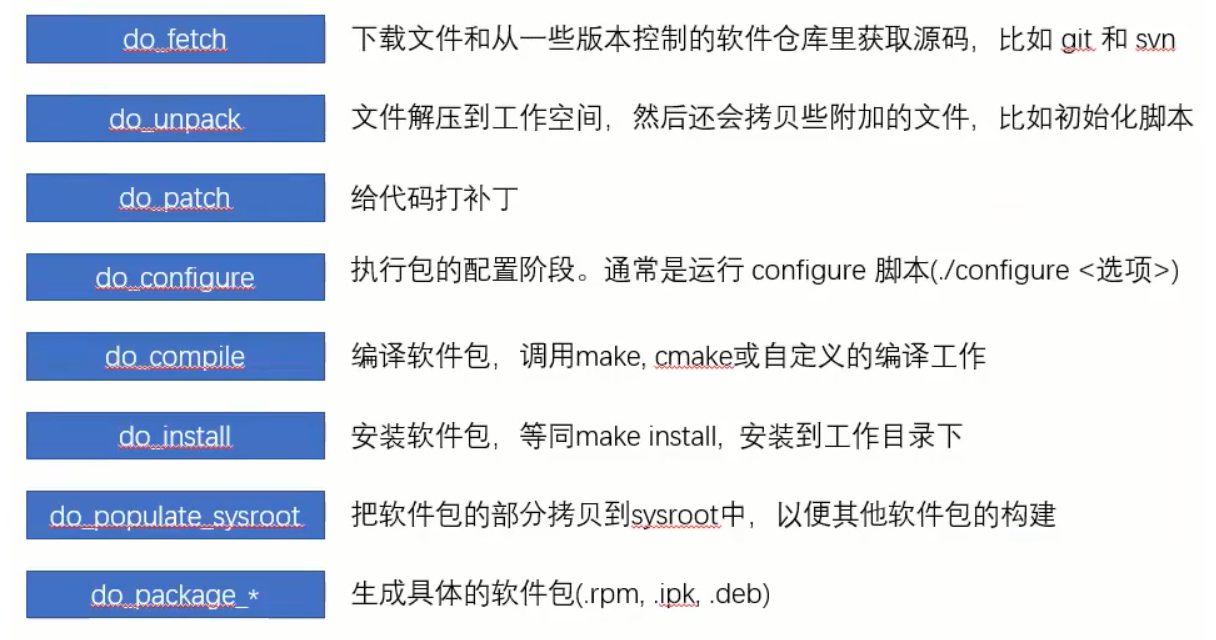 do_fetch 下载文件和从一些版本控制的软件仓库里获取源码，比如 git 和 svn
do_unpack 文件解压到工作空间，然后还会拷贝些附加的文件，比如初始化脚本
do_patch 给代码打补丁
do_configure 执行包的配置阶段。通常是运行 configure 脚本(./configure <选项>)
do_compile 编译软件包，调用make, cmake或自定义的编译工作
do_install 安装软件包，等同make install, 安装到工作目录下
do_populate_sysroot 把软件包的部分拷贝到sysroot中，以便其他软件包的构建
do_package_* 生成具体的软件包(.rpm, .ipk, .deb)